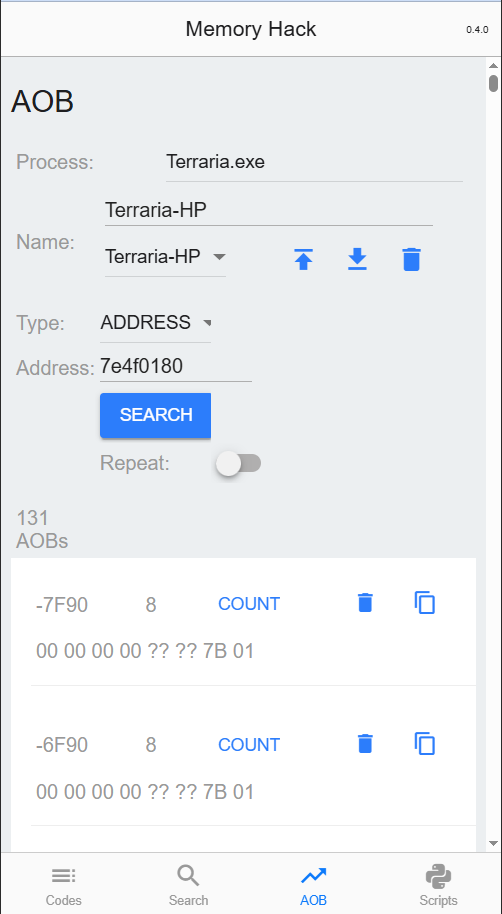 Memory Hack
0.4.0
AOB
Process: Terraria.exe
Terraria-HP
Name:
Terraria-HP
Type: ADDRESS
Address: 7e4f0180
SEARCH
Repeat:
131
AOBs
-7F90 8 COUNT
00 00 00 00 ?? ?? 7B 01
-6F90 8 COUNT
00 00 00 00 ?? ?? 7B 01
Codes Search AOB Scripts